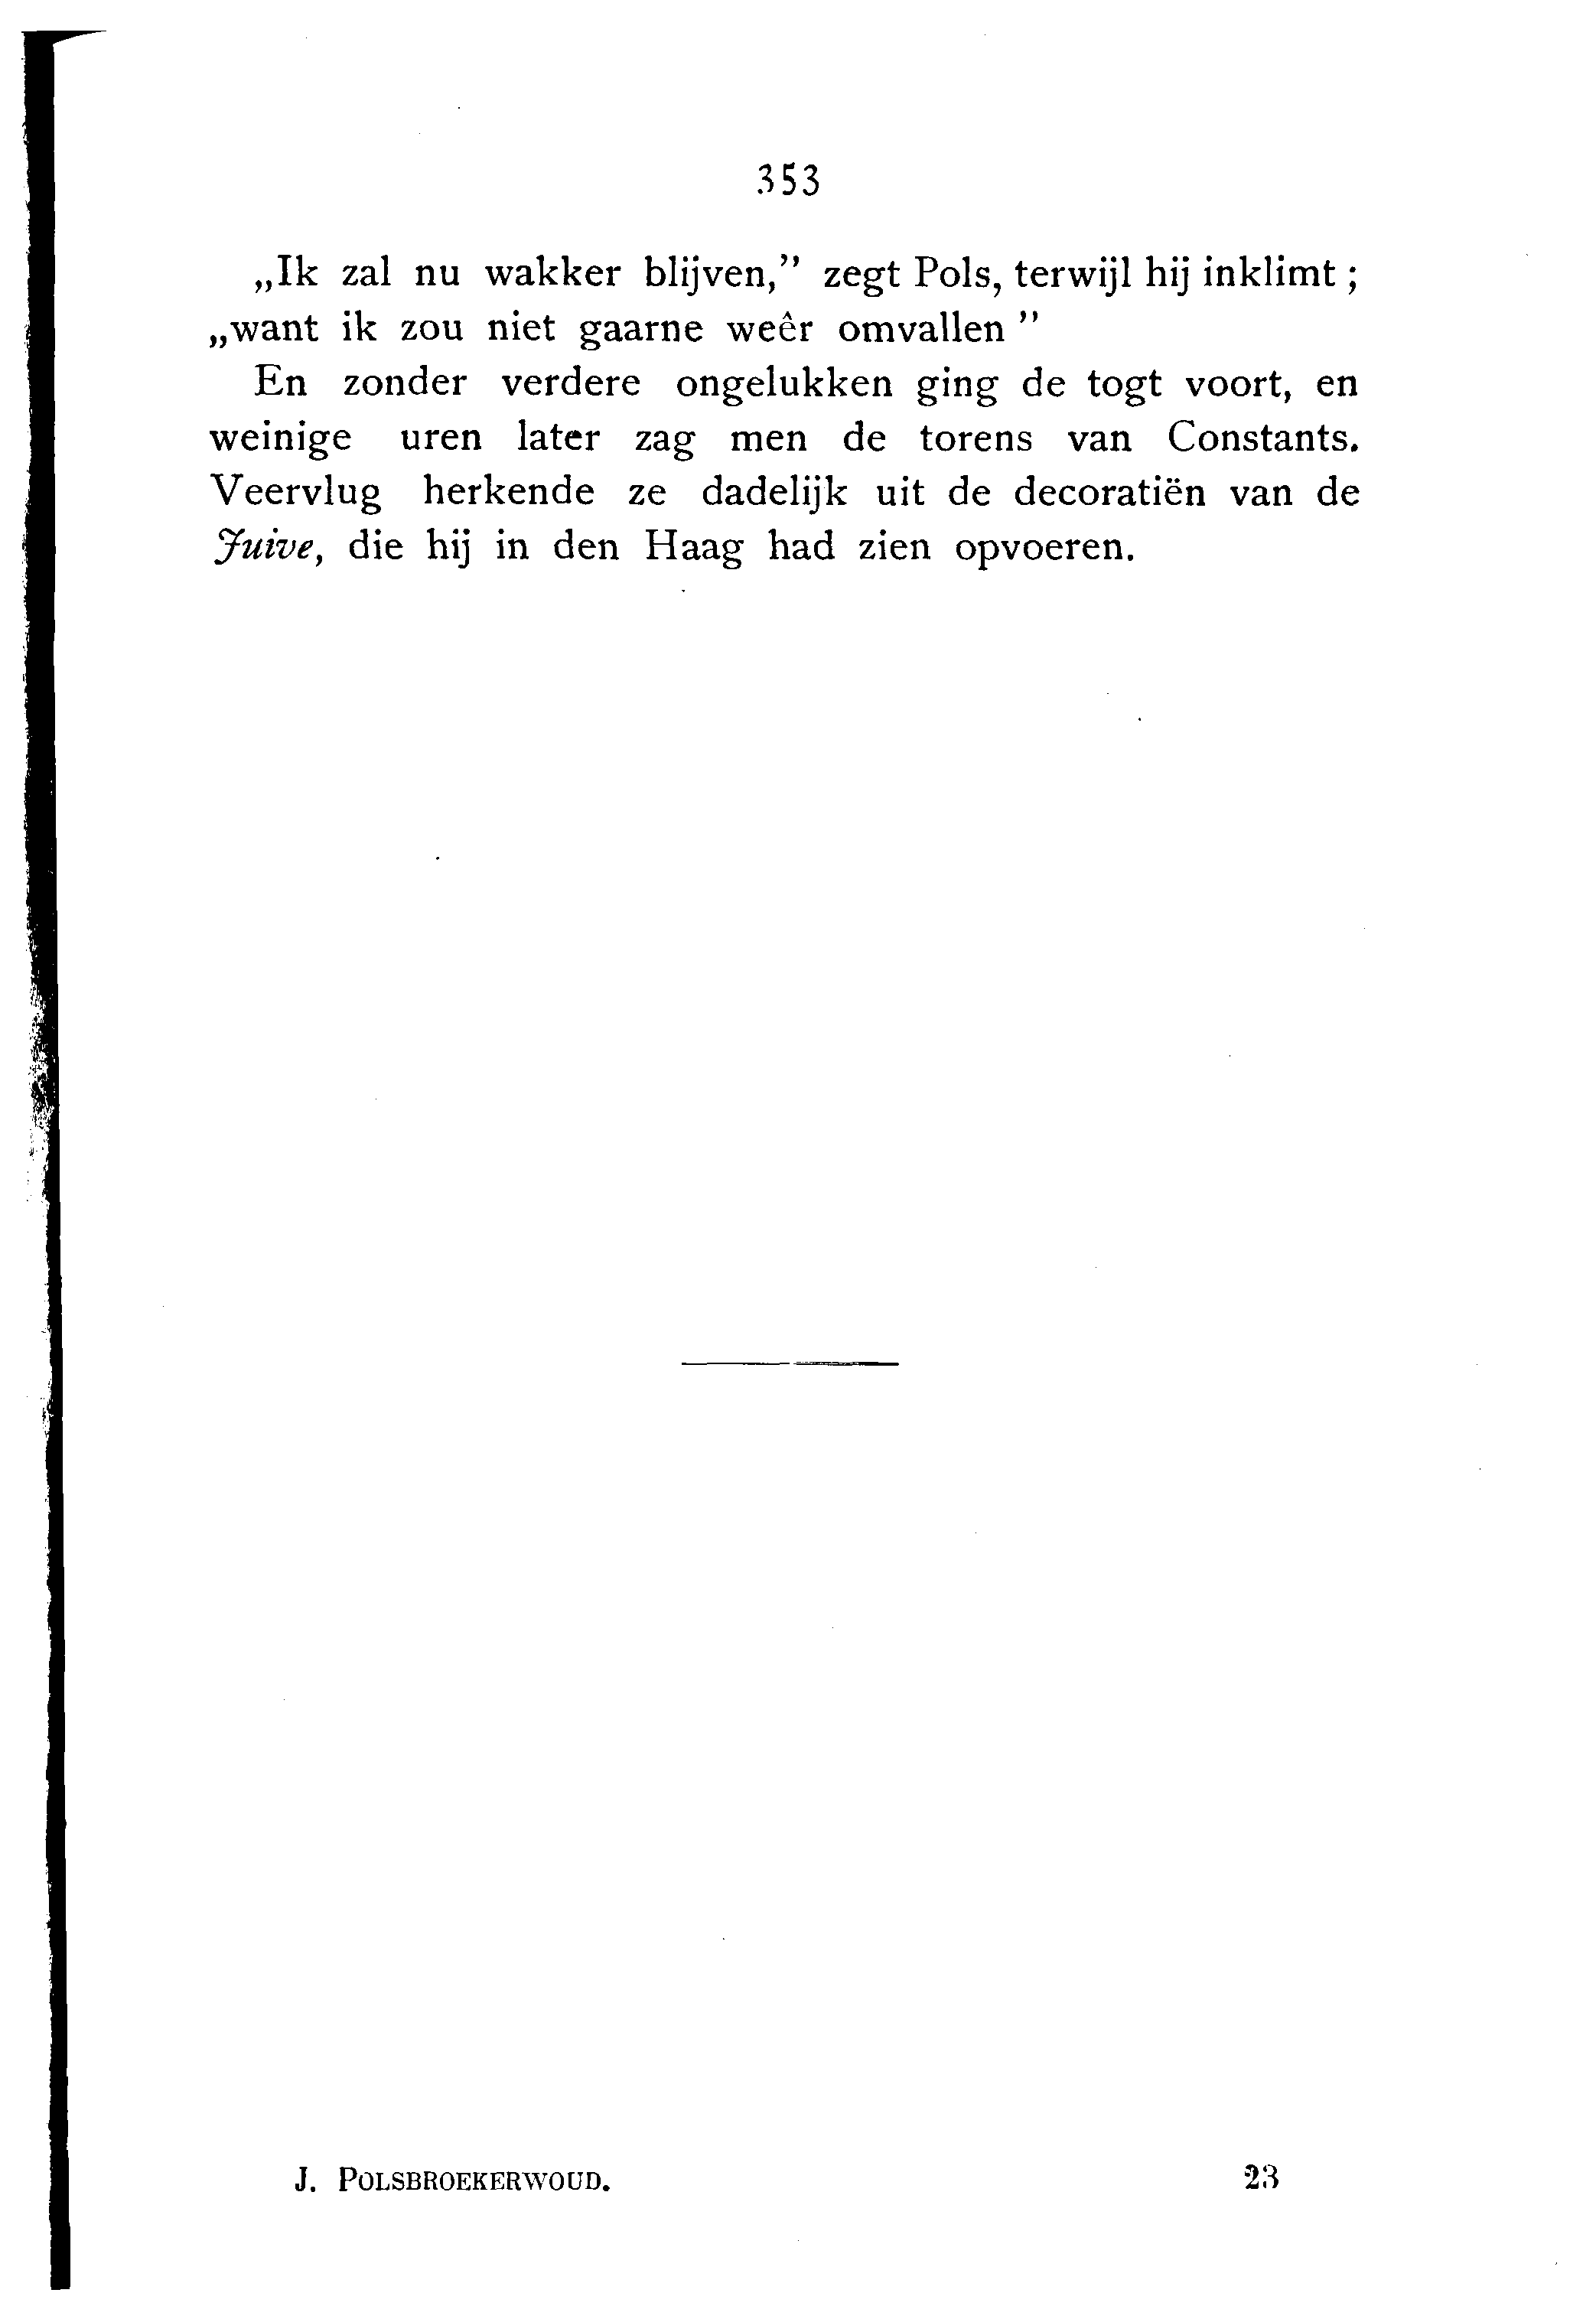 353
„Ik zal nu wakker blijven,” zegt Pols, terwijl hij inklimt;
„want ik zou niet gaarne weêr omvallen ”
En zonder verdere ongelukken ging de togt voort, en
weinige uren later zag men de torens van Constants.
Veervlug herkende ze dadelijk uit de decoratiën van de
Juive, die hij in den Haag had zien opvoeren.
J. POLSBROEKERWOUD. 23